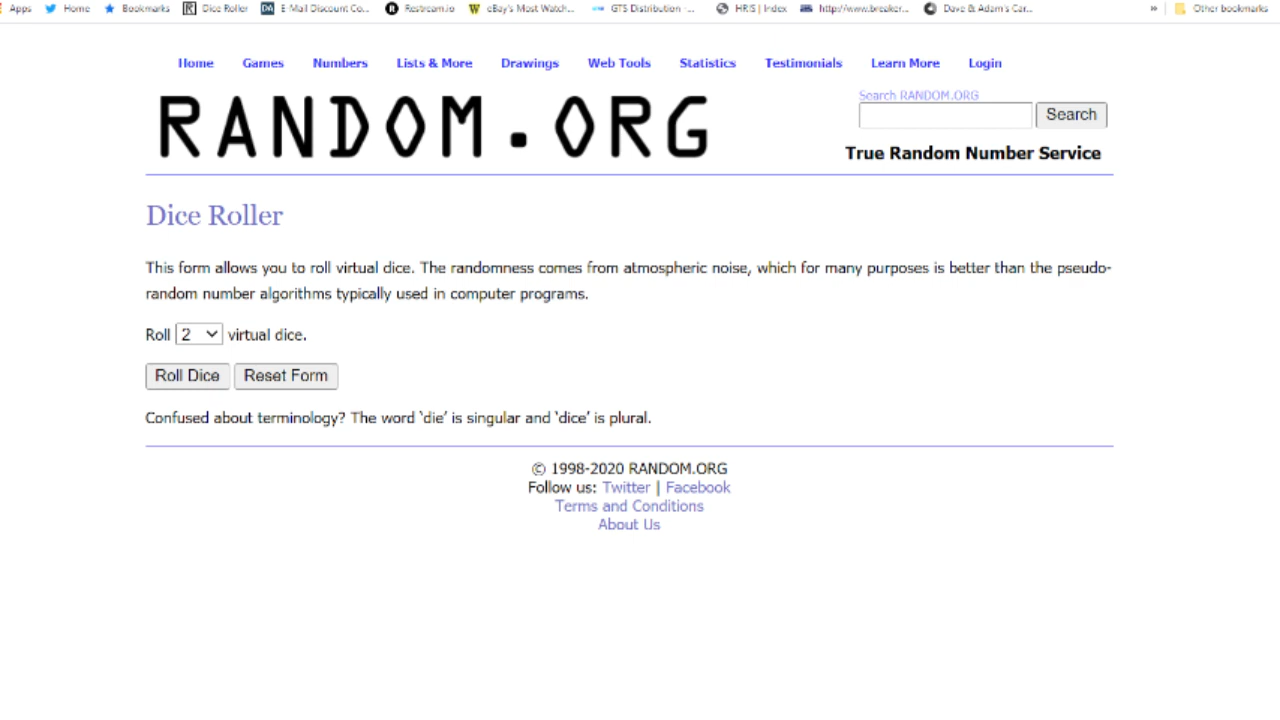 Apps Home Bookmarks Dice Roller E-Mail Discount Co... Restream.io eBay's Most Watch... GTS Distribution -... HRIS | Index http://www.breaker... Dave & Adam's Car... » Other bookmarks
Home Games Numbers Lists & More Drawings Web Tools Statistics Testimonials Learn More Login
RANDOM.ORG
Search RANDOM.ORG
Search
True Random Number Service
Dice Roller
This form allows you to roll virtual dice. The randomness comes from atmospheric noise, which for many purposes is better than the pseudo-
random number algorithms typically used in computer programs.
Roll 2 virtual dice.
Roll Dice Reset Form
Confused about terminology? The word ‘die’ is singular and ‘dice’ is plural.
© 1998-2020 RANDOM.ORG
Follow us: Twitter | Facebook
Terms and Conditions
About Us